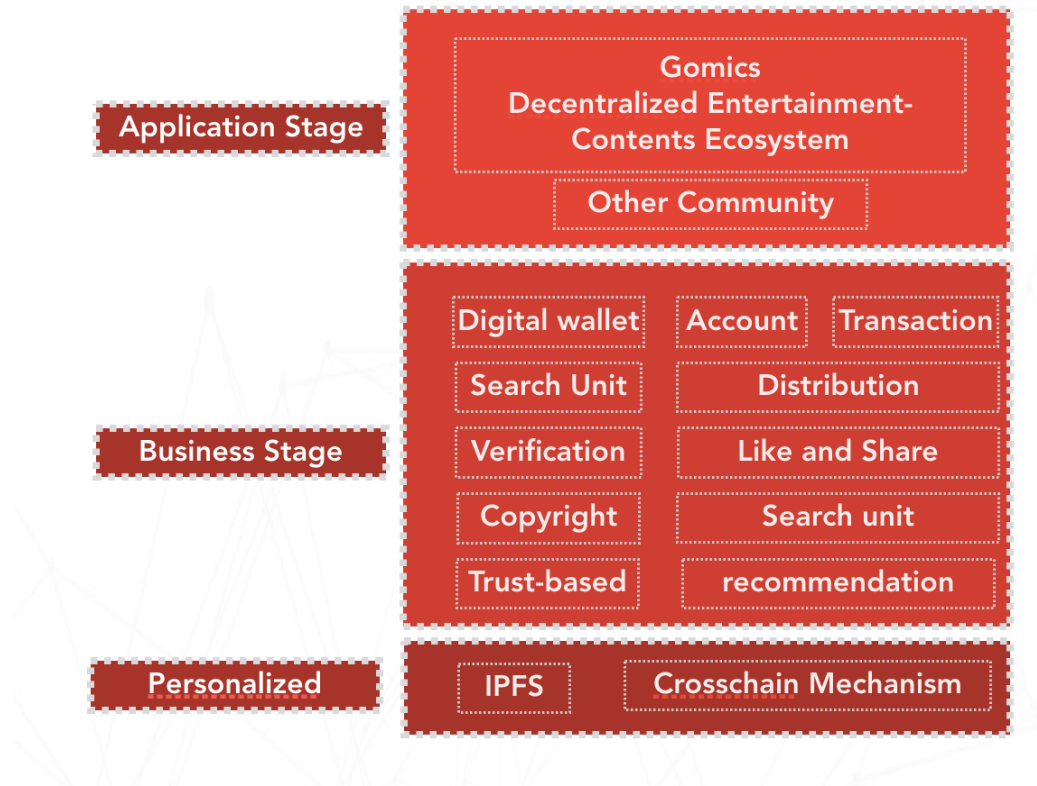 Application Stage
Gomics
Decentralized Entertainment-
Contents Ecosystem
Other Community
Business Stage
Digital wallet
Account
Transaction
Search Unit
Distribution
Verification
Like and Share
Copyright
Search unit
Trust-based
recommendation
Personalized
IPFS
Crosschain Mechanism